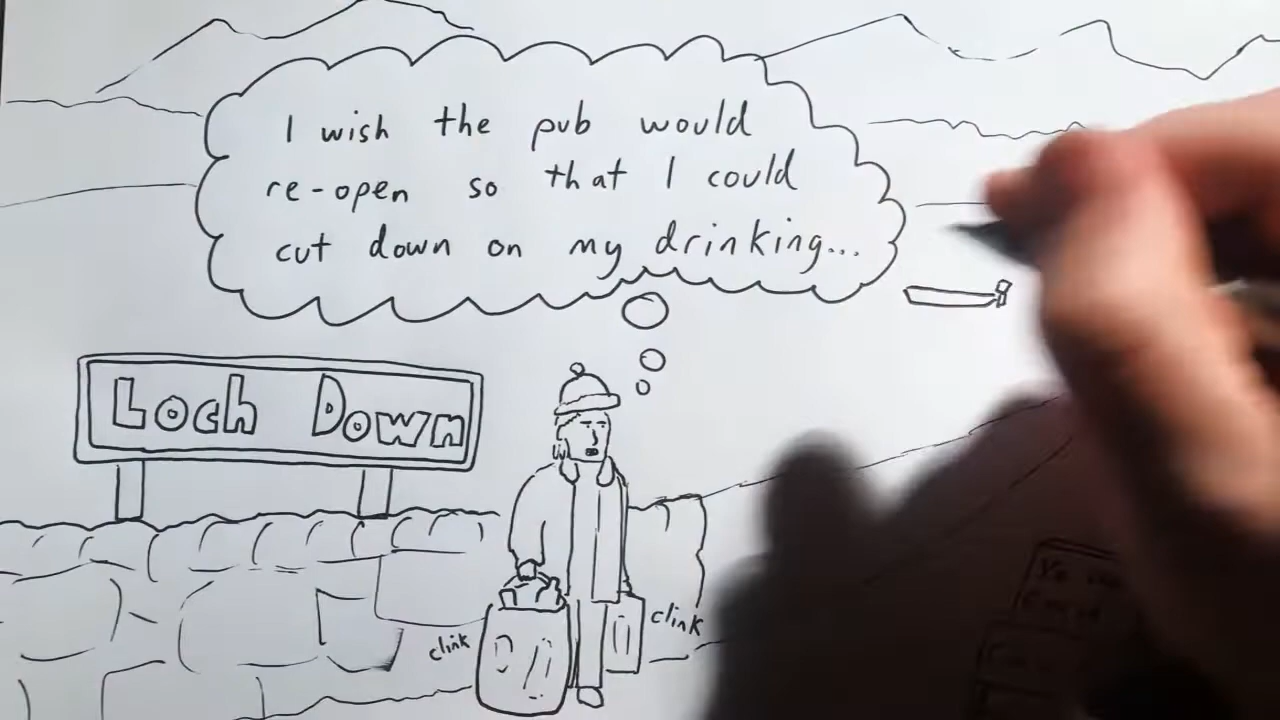 I wish the pub would
re-open so that I could
cut down on my drinking...
Loch Down
clink
clink